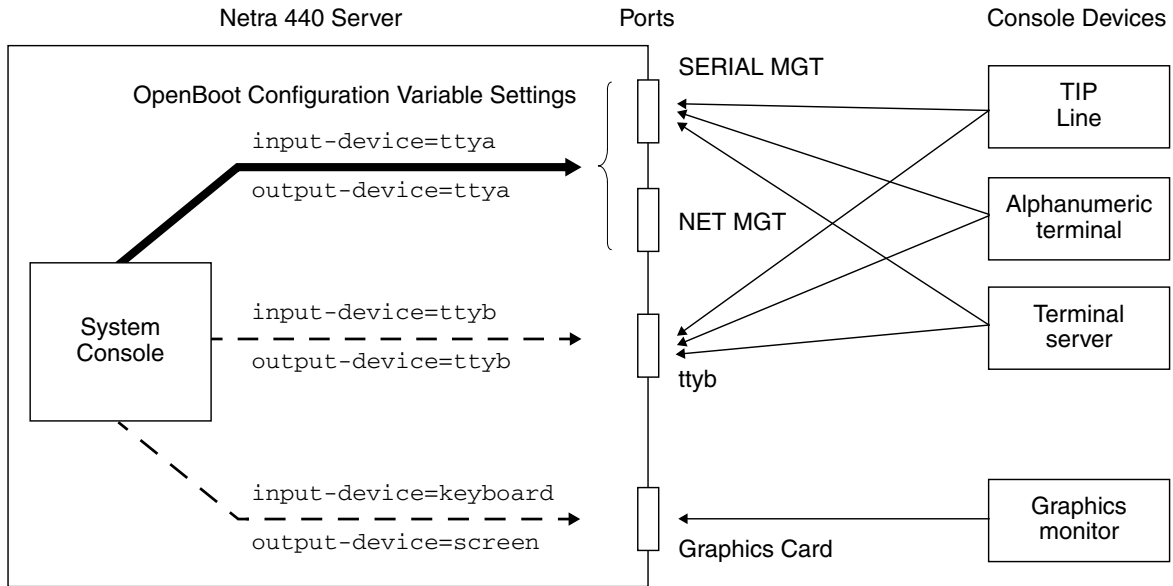 Netra 440 Server
Ports
Console Devices
OpenBoot Configuration Variable Settings
input-device=ttya
output-device=ttya
System
Console
input-device=ttyb
output-device=ttyb
input-device=keyboard
output-device=screen
SERIAL MGT
NET MGT
ttyb
Graphics Card
TIP
Line
Alphanumeric
terminal
Terminal
server
Graphics
monitor